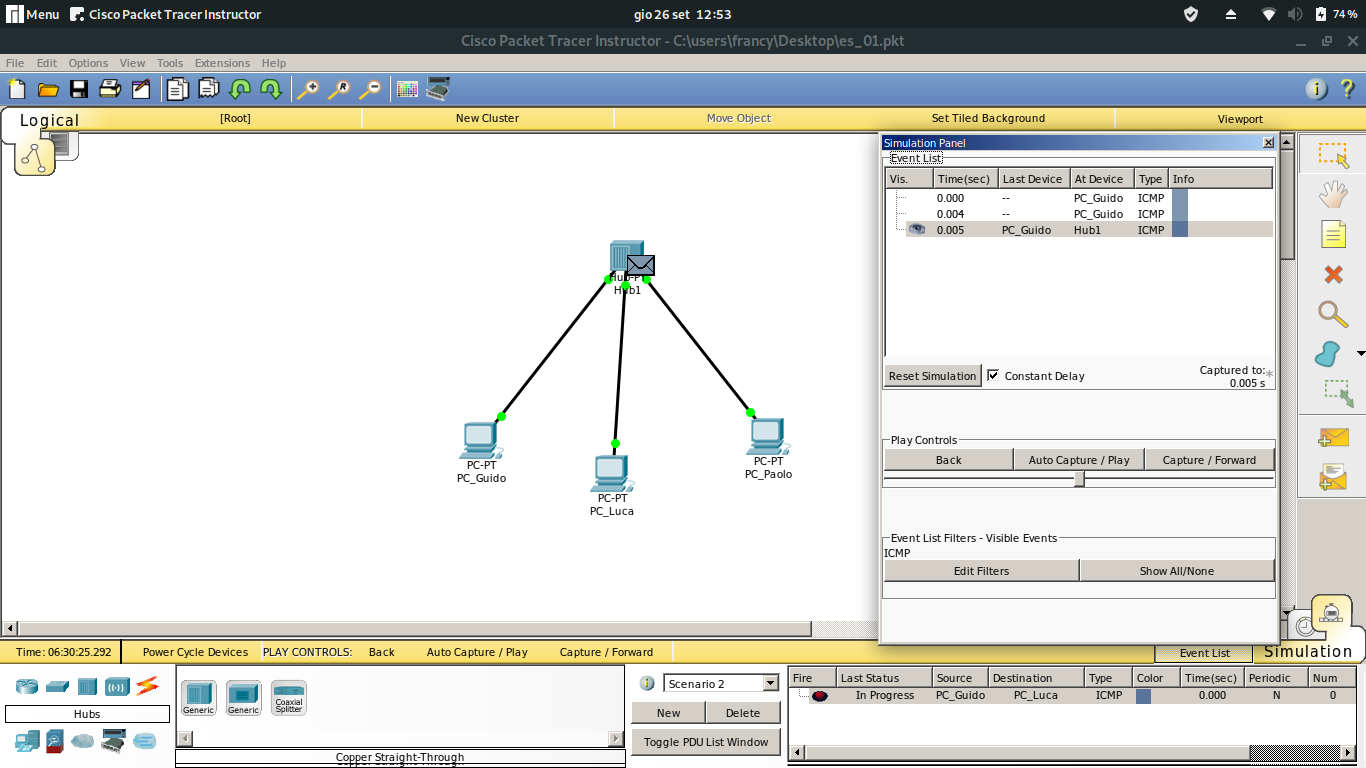 Menu Cisco Packet Tracer Instructor gio 26 set 12:53 74 %
Cisco Packet Tracer Instructor - C:\users\francy\Desktop\es_01.pkt
File Edit Options View Tools Extensions Help
Logical [Root] New Cluster Move Object Set Tiled Background Viewport
Simulation Panel
Event List
Vis. Time(sec) Last Device At Device Type Info
0.000 -- PC_Guido ICMP
0.004 -- PC_Guido ICMP
0.005 PC_Guido Hub1 ICMP
Hub1
PC-PT
PC_Guido
PC-PT
PC_Luca
PC-PT
PC_Paolo
Reset Simulation Constant Delay Captured to:*
0.005 s
Play Controls
Back Auto Capture / Play Capture / Forward
Event List Filters - Visible Events
ICMP
Edit Filters Show All/None
Time: 06:30:25.292 Power Cycle Devices PLAY CONTROLS: Back Auto Capture / Play Capture / Forward Event List Simulation
Hubs
Generic Generic Coaxial
Splitter
Copper Straight-Through
Scenario 2
New Delete
Toggle PDU List Window
Fire Last Status Source Destination Type Color Time(sec) Periodic Num
In Progress PC_Guido PC_Luca ICMP 0.000 N 0